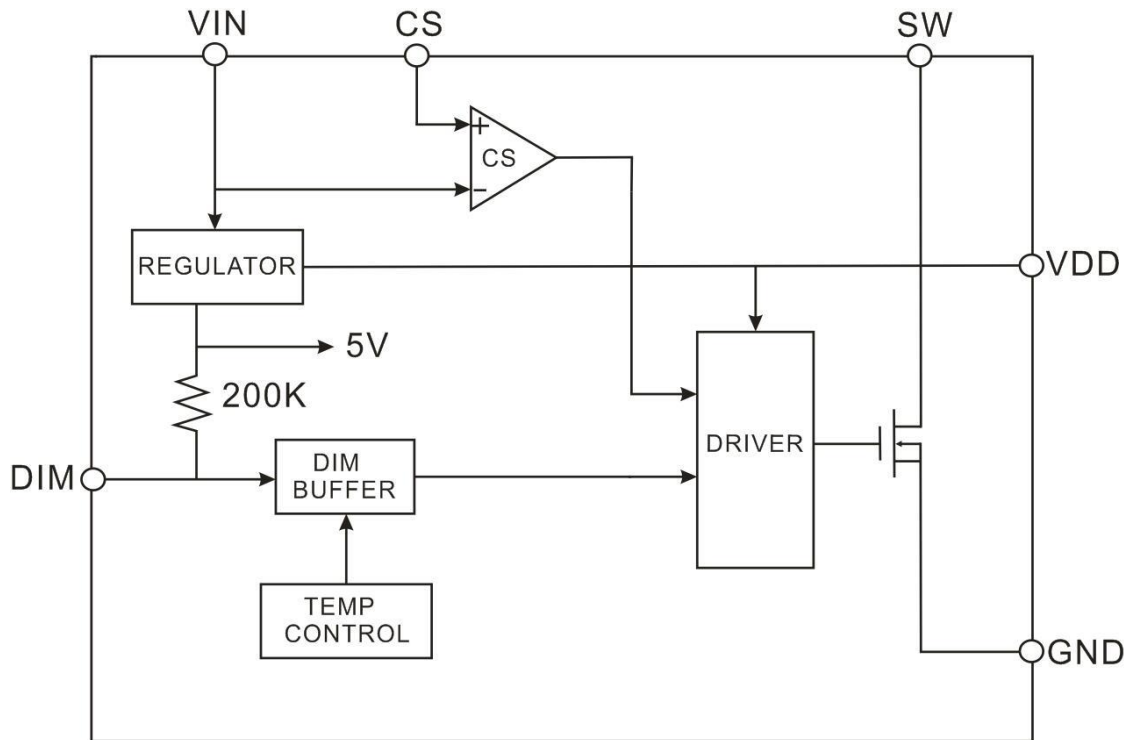 VIN
CS
SW
+
CS
-
REGULATOR
VDD
5V
200K
DIM
DIM
BUFFER
DRIVER
TEMP
CONTROL
GND